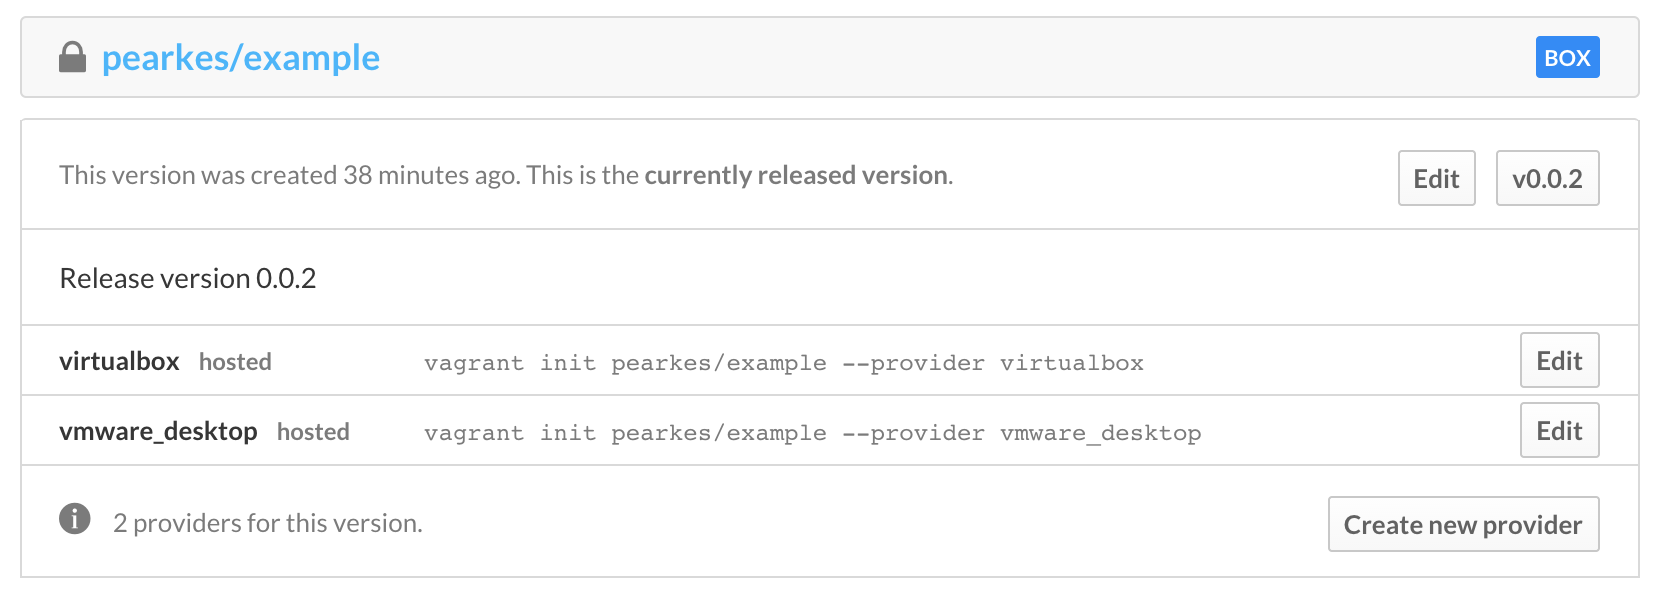 pearkes/example
BOX
This version was created 38 minutes ago. This is the currently released version.
Edit
v0.0.2
Release version 0.0.2
virtualbox hosted vagrant init pearkes/example --provider virtualbox Edit
vmware_desktop hosted vagrant init pearkes/example --provider vmware_desktop Edit
2 providers for this version.
Create new provider